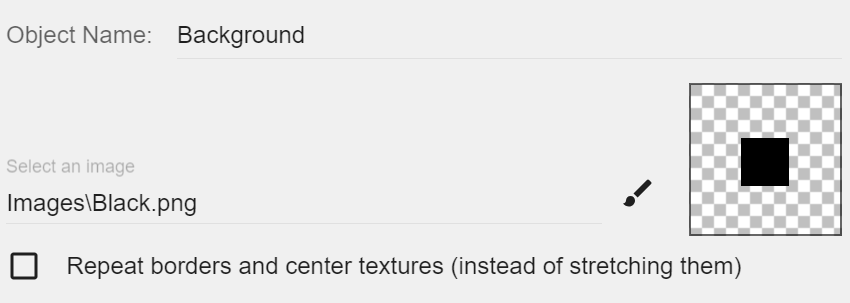 Object Name: Background
Select an image
Images\Black.png
Repeat borders and center textures (instead of stretching them)